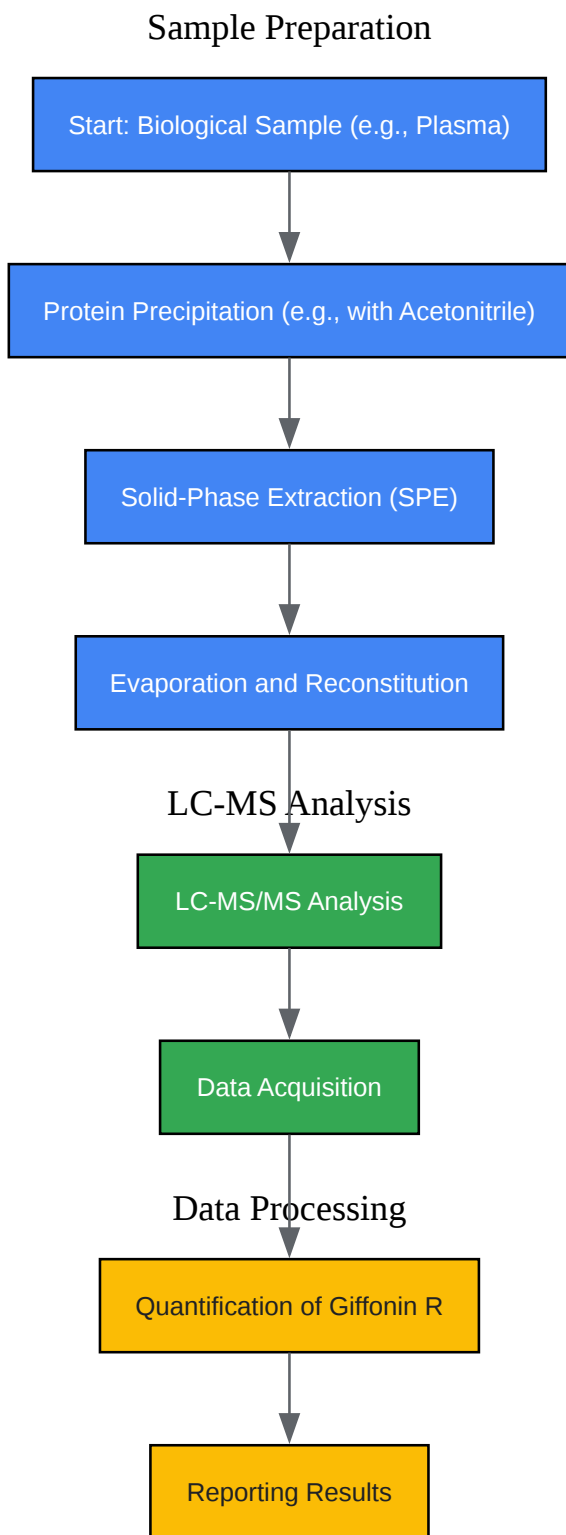 Sample Preparation
Start: Biological Sample (e.g., Plasma)
Protein Precipitation (e.g., with Acetonitrile)
Solid-Phase Extraction (SPE)
Evaporation and Reconstitution
LC-MS Analysis
LC-MS/MS Analysis
Data Acquisition
Data Processing
Quantification of Giffonin R
Reporting Results